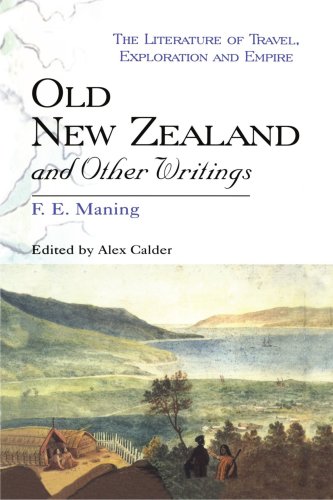 The Literature of Travel,
Exploration and Empire
Old
New Zealand
and Other Writings
F. E. Maning
Edited by Alex Calder